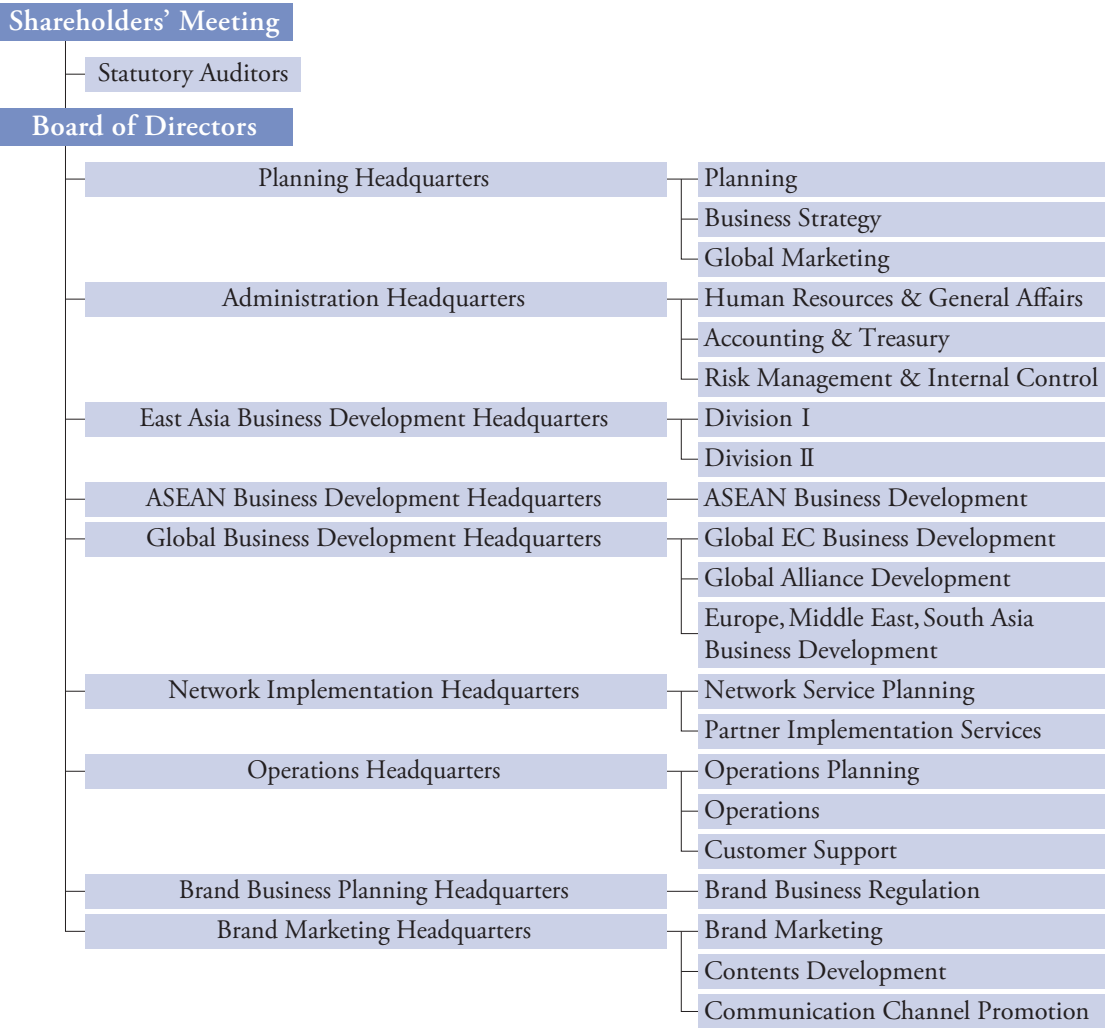 Shareholders’ Meeting
Statutory Auditors
Board of Directors
Planning Headquarters
Planning
Business Strategy
Global Marketing
Administration Headquarters
Human Resources & General Affairs
Accounting & Treasury
Risk Management & Internal Control
East Asia Business Development Headquarters
Division Ⅰ
Division Ⅱ
ASEAN Business Development Headquarters
ASEAN Business Development
Global Business Development Headquarters
Global EC Business Development
Global Alliance Development
Europe, Middle East, South Asia
Business Development
Network Implementation Headquarters
Network Service Planning
Partner Implementation Services
Operations Headquarters
Operations Planning
Operations
Customer Support
Brand Business Planning Headquarters
Brand Business Regulation
Brand Marketing Headquarters
Brand Marketing
Contents Development
Communication Channel Promotion